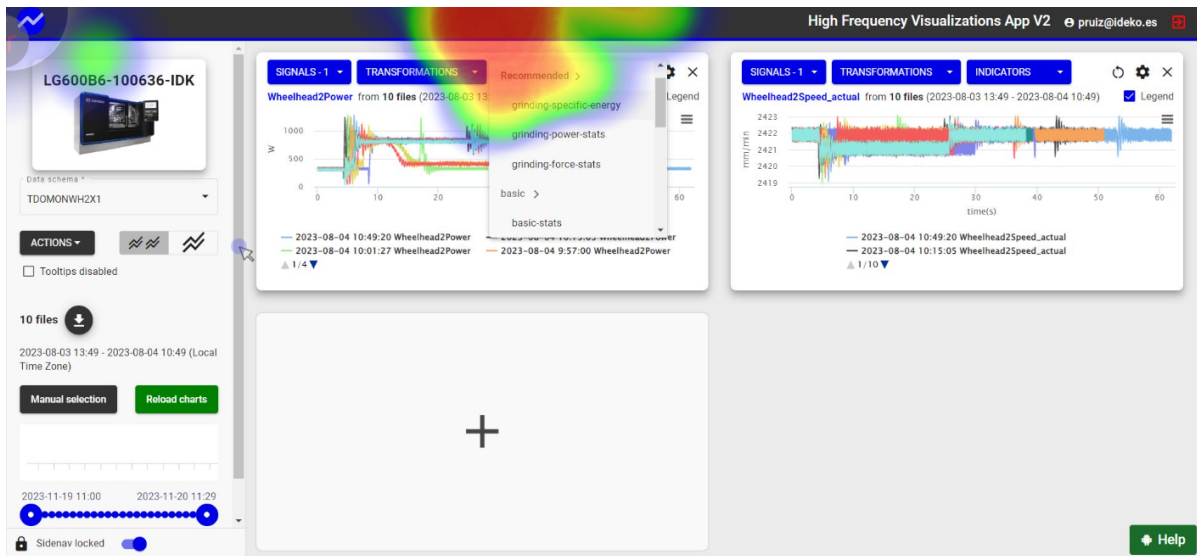 High Frequency Visualizations App V2 pruiz@ideko.es
LG600B6-100636-IDK
Data schema *
TDOMONWH2X1
ACTIONS
Tooltips disabled
10 files
2023-08-03 13:49 - 2023-08-04 10:49 (Local
Time Zone)
Manual selection Reload charts
2023-11-19 11:00 2023-11-20 11:29
Sidenav locked
SIGNALS - 1 TRANSFORMATIONS
Wheelhead2Power from 10 files (2023-08-03 13 Legend
1000
500
0
W
0 10 20 60
2023-08-04 10:49:20 Wheelhead2Power
2023-08-04 10:15:05 Wheelhead2Power
2023-08-04 10:01:27 Wheelhead2Power
2023-08-04 9:57:00 Wheelhead2Power
1/4
Recommended >
grinding-specific-energy
grinding-power-stats
grinding-force-stats
basic >
basic-stats
SIGNALS - 1 TRANSFORMATIONS INDICATORS
Wheelhead2Speed_actual from 10 files (2023-08-03 13:49 - 2023-08-04 10:49) Legend
2423
2422
2421
2420
2419
mm/min
0 10 20 30 40 50 60
time(s)
2023-08-04 10:49:20 Wheelhead2Speed_actual
2023-08-04 10:15:05 Wheelhead2Speed_actual
1/10
+
Help